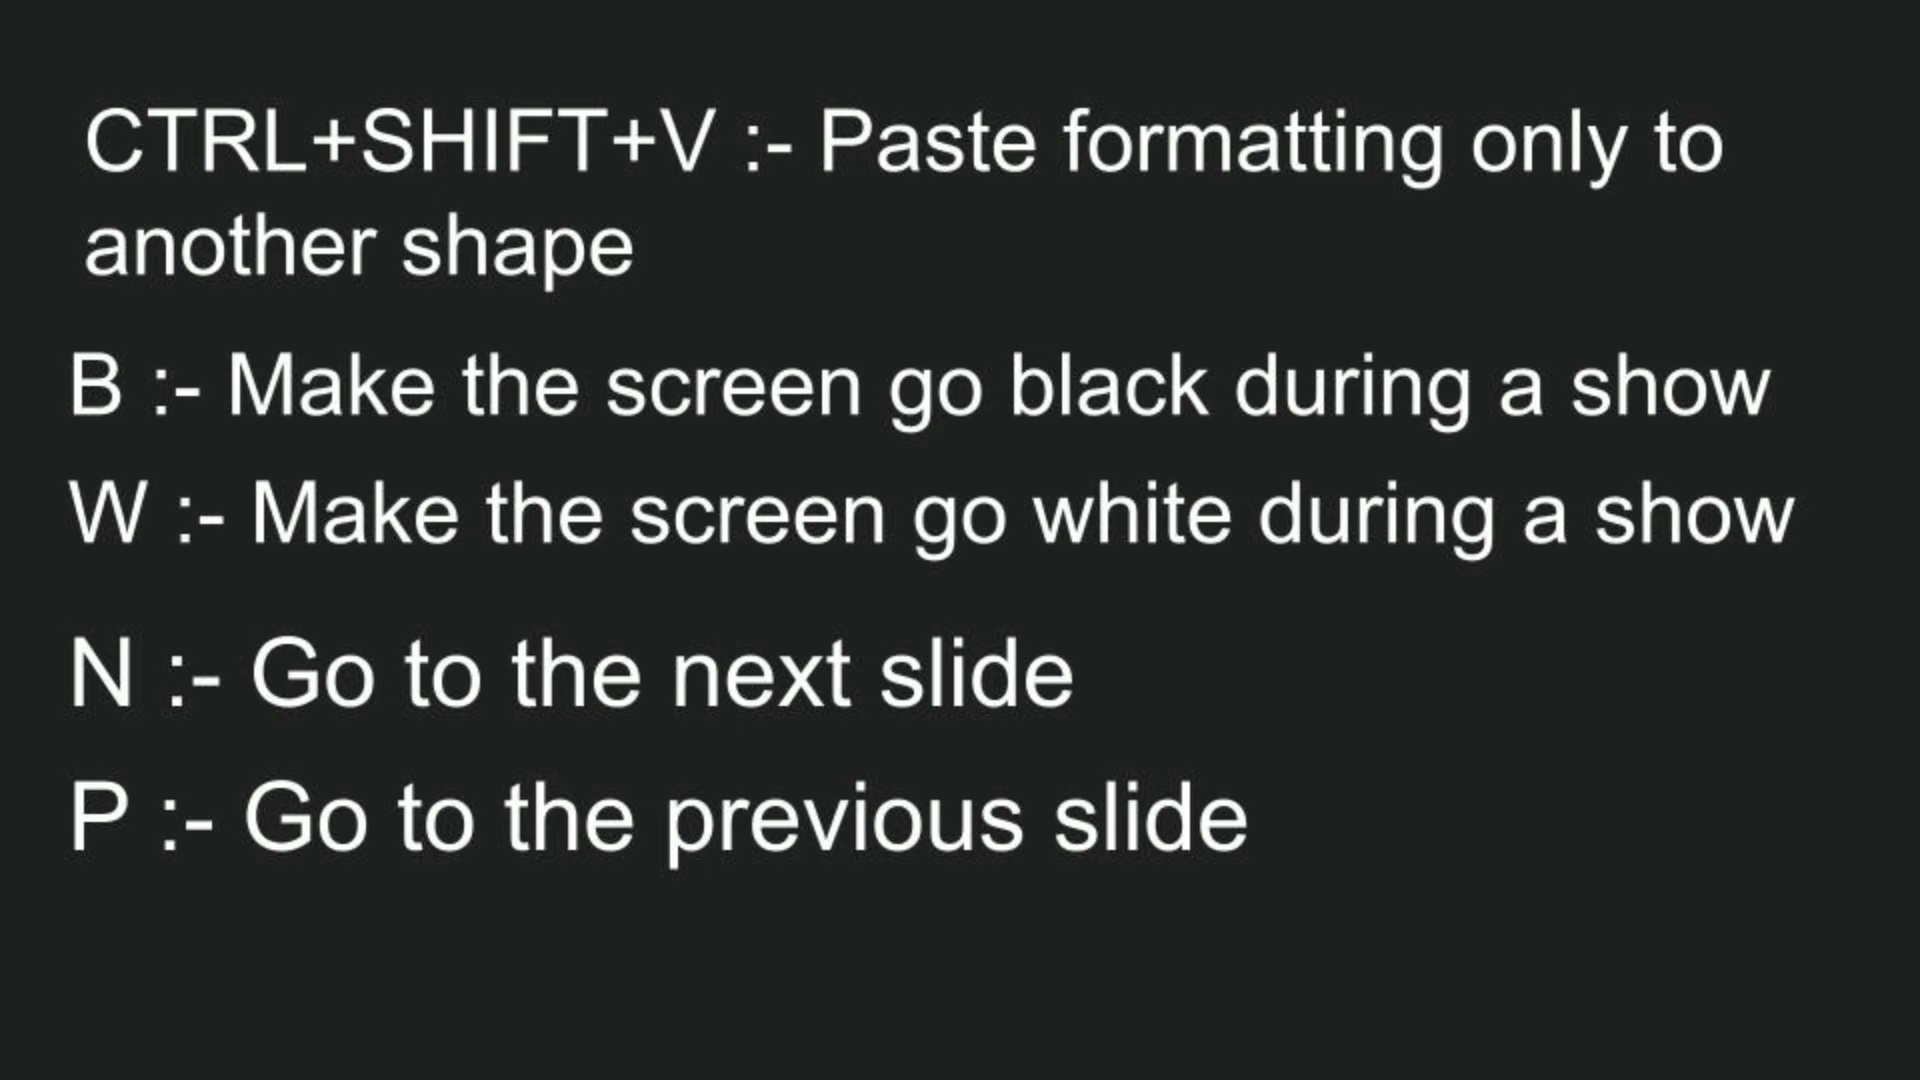 CTRL+SHIFT+V :- Paste formatting only to
another shape
B :- Make the screen go black during a show
W :- Make the screen go white during a show
N :- Go to the next slide
P :- Go to the previous slide